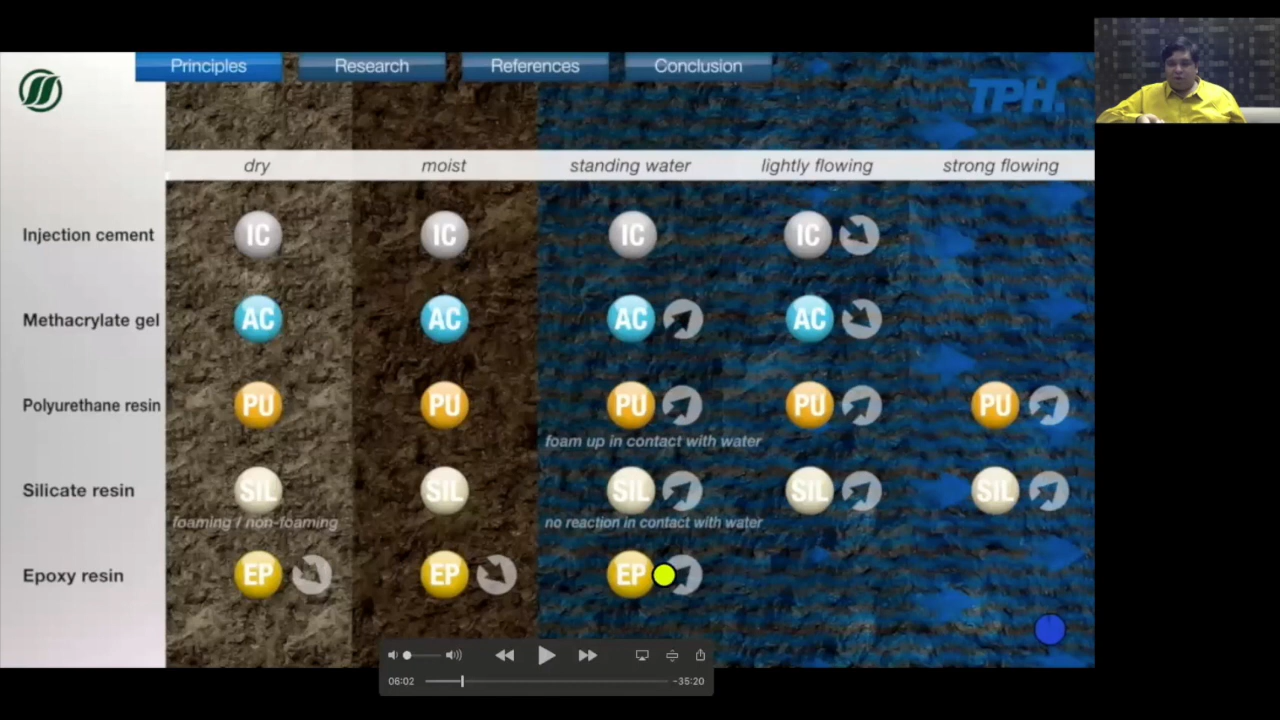 Principles Research References Conclusion
TPH.
dry moist standing water lightly flowing strong flowing
Injection cement IC IC IC IC
Methacrylate gel AC AC AC AC
Polyurethane resin PU PU PU PU PU
foam up in contact with water
Silicate resin SIL SIL SIL SIL SIL
foaming / non-foaming no reaction in contact with water
Epoxy resin EP EP EP
06:02 -35:20